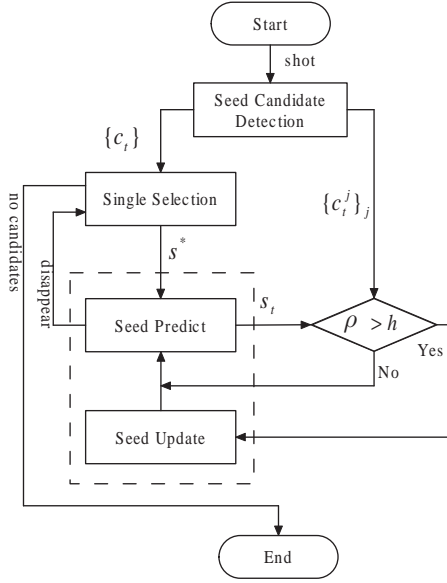 Start
shot
Seed Candidate
Detection
{c_t}
{c_t^j}_j
Single Selection
no candidates
disappear
s*
Seed Predict
s_t
ρ > h
Yes
No
Seed Update
End